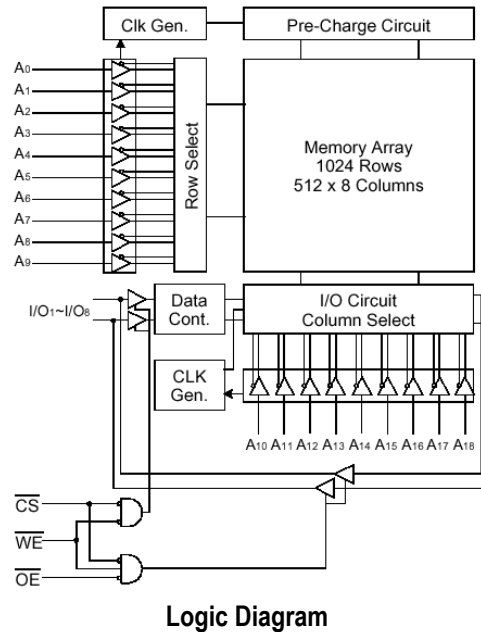 Clk Gen.
Pre-Charge Circuit
A0
A1
A2
A3
A4
A5
A6
A7
A8
A9
Row Select
Memory Array
1024 Rows
512 x 8 Columns
I/O1~I/O8
Data
Cont.
I/O Circuit
Column Select
CLK
Gen.
A10 A11 A12 A13 A14 A15 A16 A17 A18
CS
WE
OE
Logic Diagram